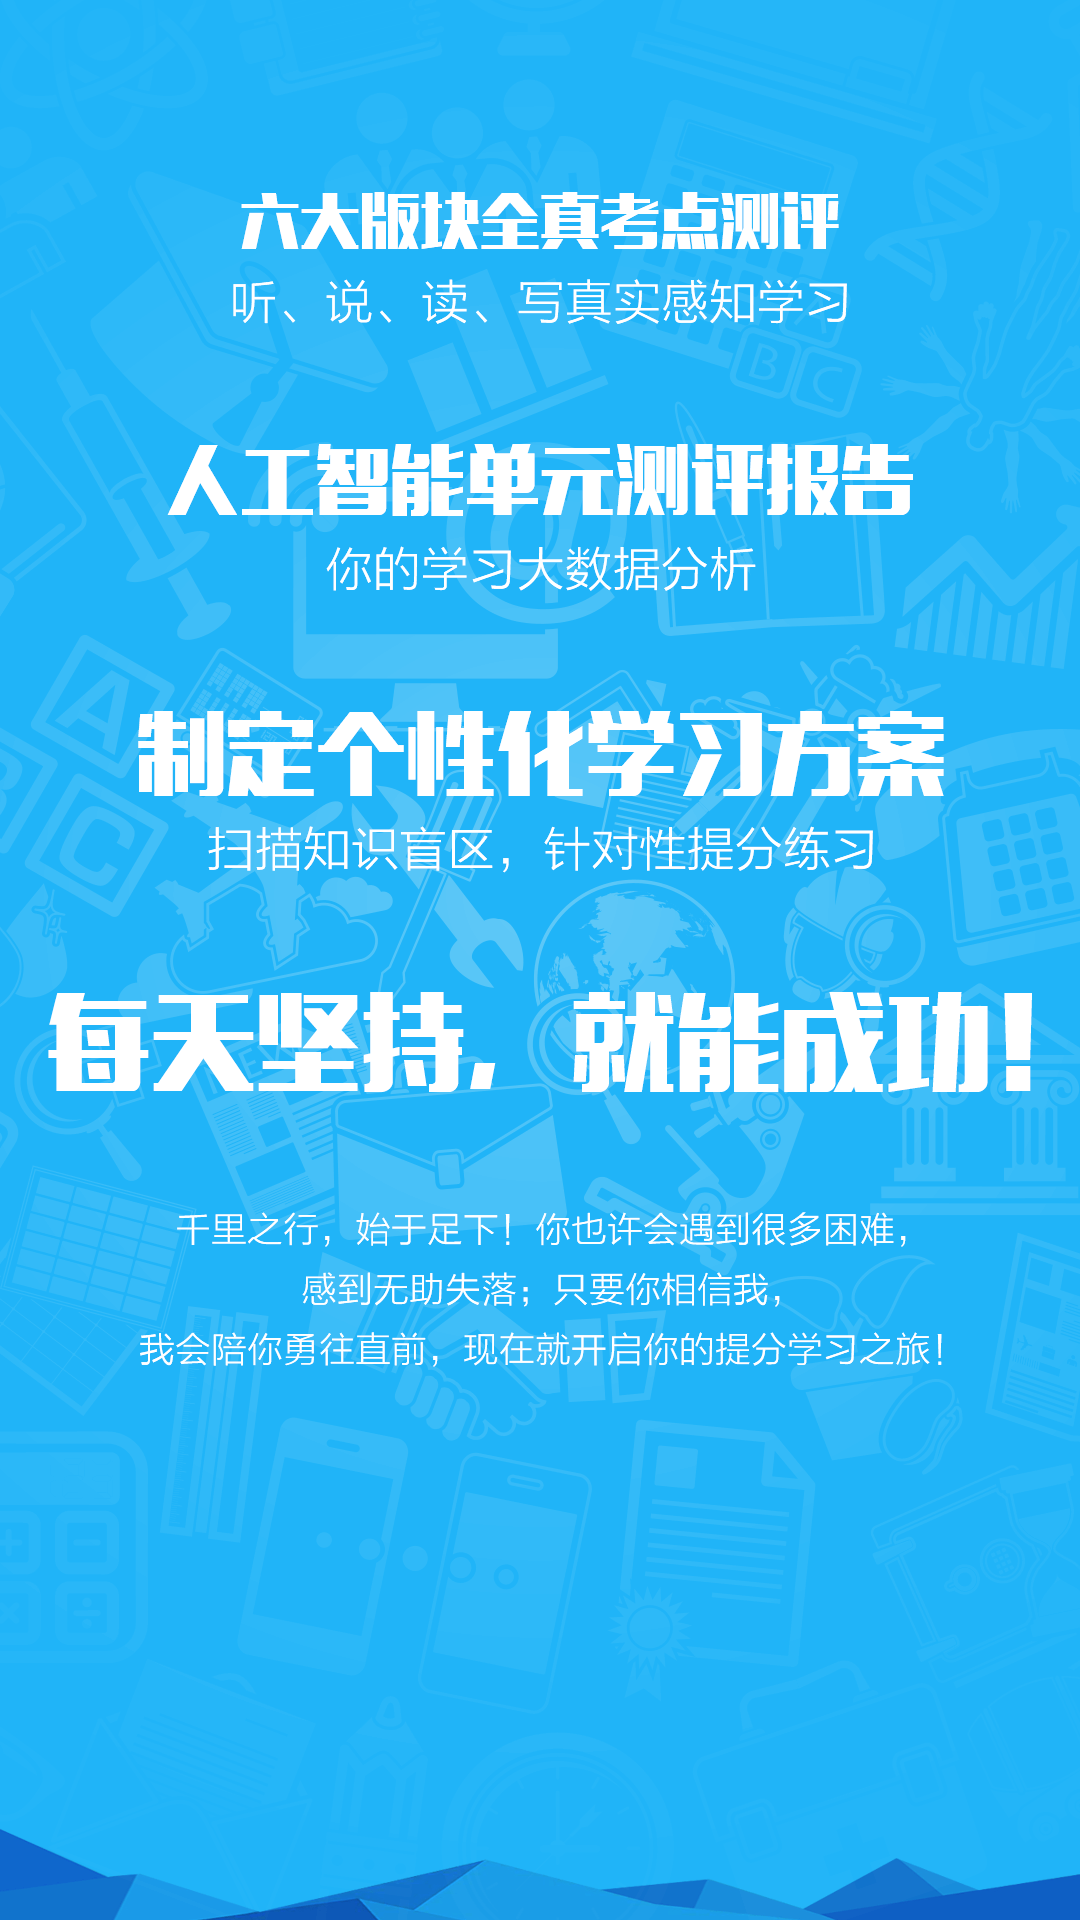 六大版块全真考点测评
听、说、读、写真实感知学习
人工智能单元测评报告
你的学习大数据分析
制定个性化学习方案
扫描知识盲区，针对性提分练习
每天坚持，就能成功！
千里之行，始于足下！你也许会遇到很多困难，
感到无助失落；只要你相信我，
我会陪你勇往直前，现在就开启你的提分学习之旅！
A
B
C
A
B
C
@